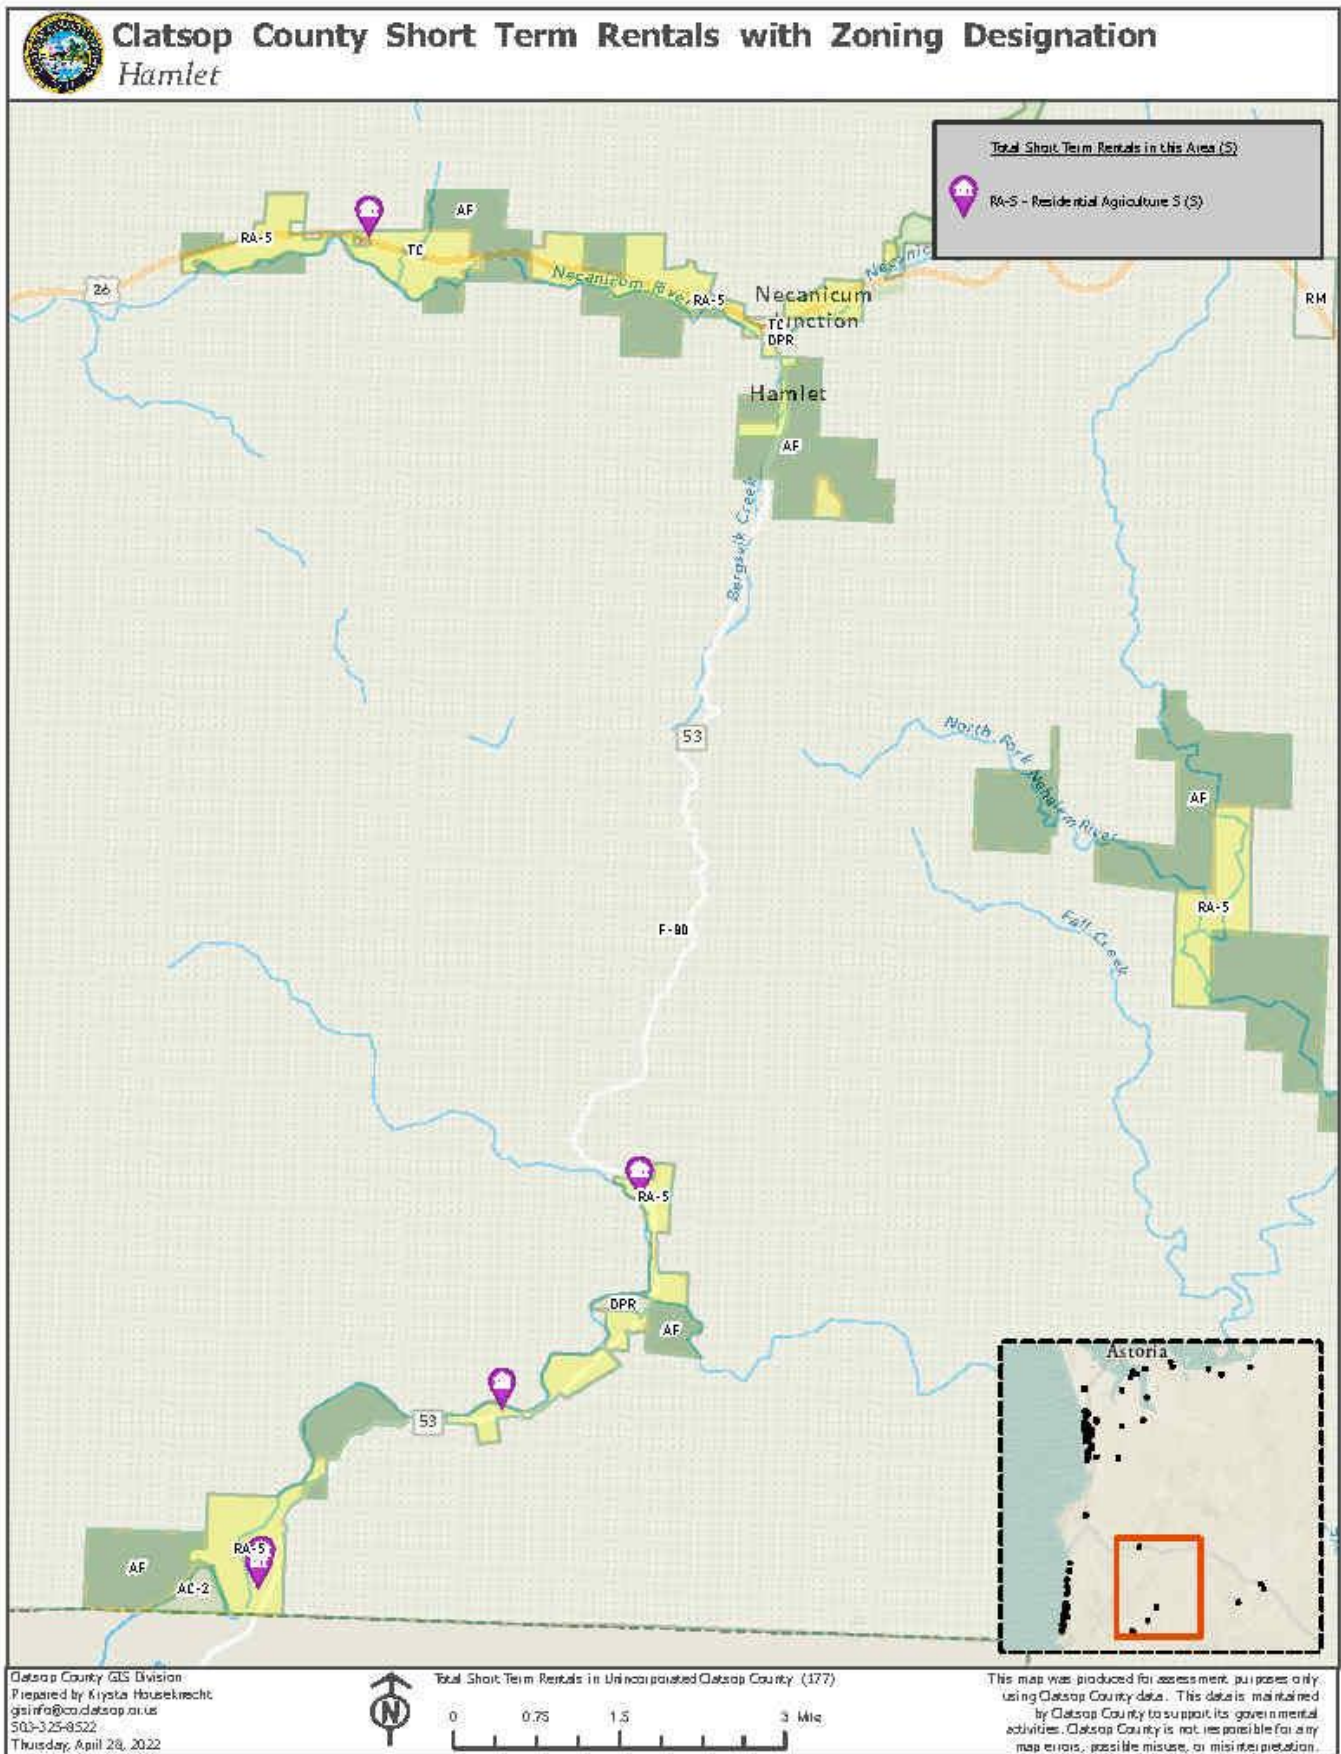 Clatsop County Short Term Rentals with Zoning Designation
Hamlet
Total Short Term Rentals in this Area (5)
RA-5 - Residential Agriculture 5 (5)
AF
RA-5
TC
26
Necanicum River
RA-5
Necanicum
Junction
TC
DPR
RM
Hamlet
AF
Bergsvik Creek
53
North Fork Nehalem River
AF
F-80
RA-5
Fall Creek
RA-5
DPR
AF
53
RA-5
AF
AC-2
Astoria
Clatsop County GIS Division
Prepared by Krysta Houseknecht
gisinfo@co.clatsop.or.us
503-325-8522
Thursday, April 28, 2022
N
Total Short Term Rentals in Unincorporated Clatsop County (177)
0 0.75 1.5 3 Miles
This map was produced for assessment purposes only
using Clatsop County data. This data is maintained
by Clatsop County to support its governmental
activities. Clatsop County is not responsible for any
map errors, possible misuse, or misinterpretation.